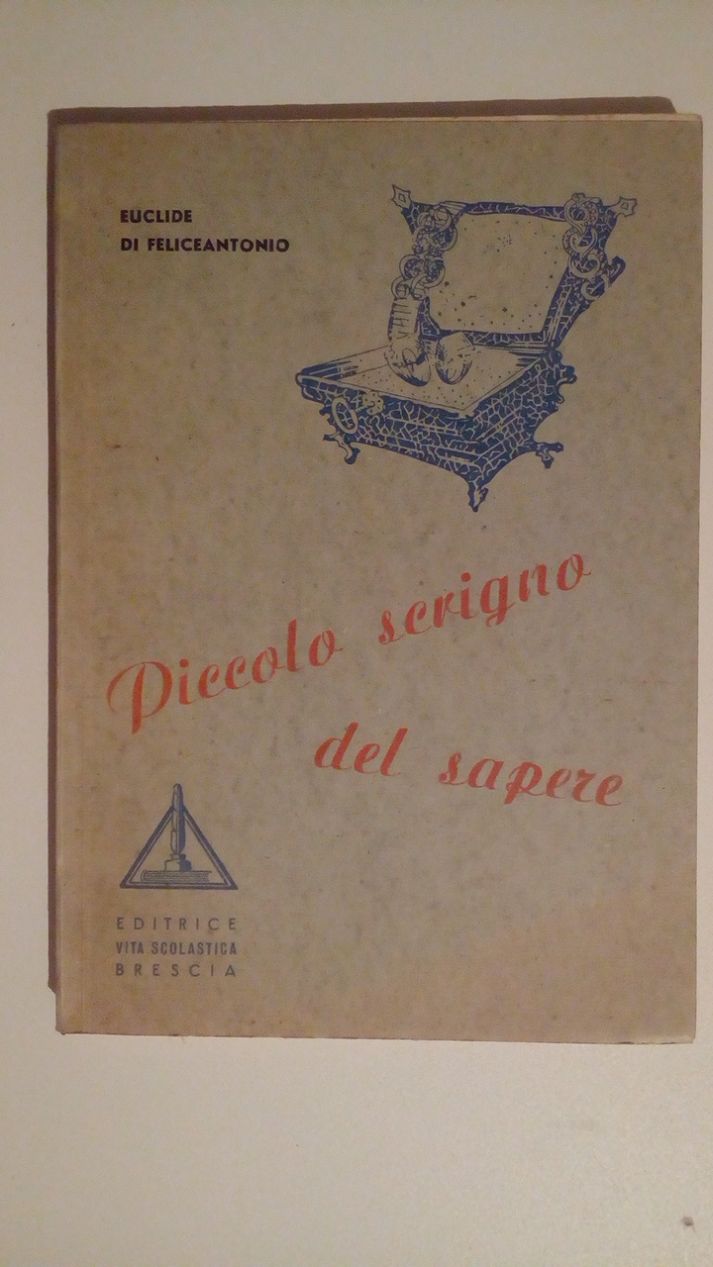 EUCLIDE
DI FELICEANTONIO
Piccolo scrigno
del sapere
EDITRICE
VITA SCOLASTICA
BRESCIA